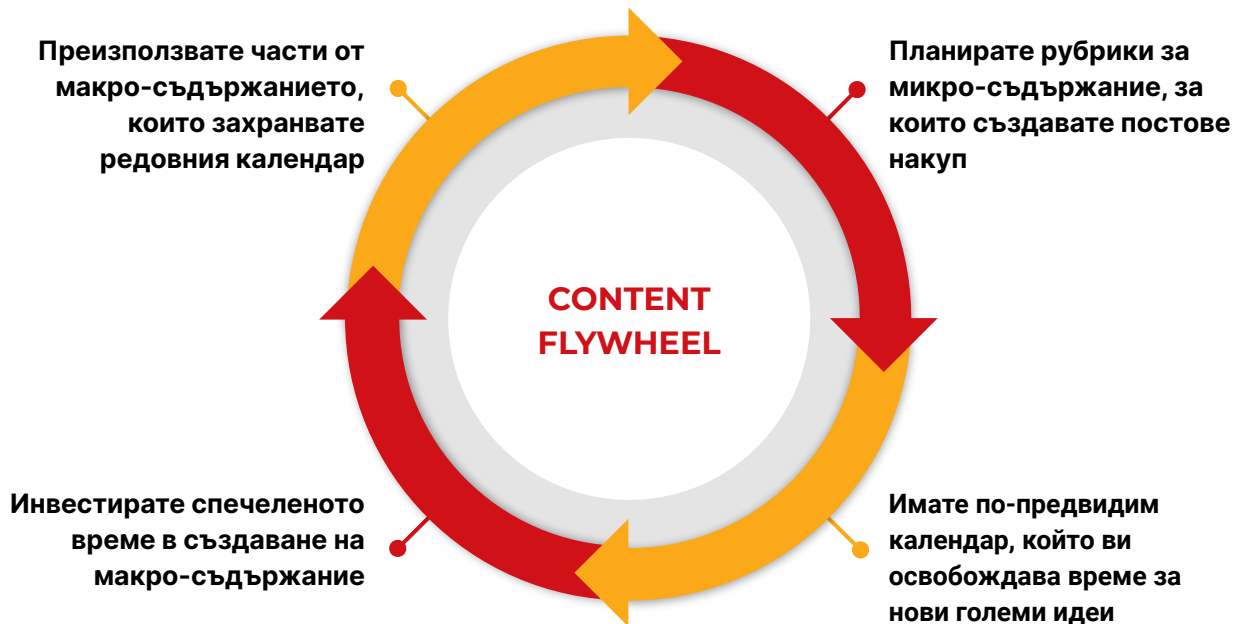 Преизползвате части от
макро-съдържанието,
които захранвате
редовния календар
Планирате рубрики за
микро-съдържание, за
които създавате постове
накуп
CONTENT
FLYWHEEL
Инвестирате спечеленото
време в създаване на
макро-съдържание
Имате по-предвидим
календар, който ви
освобождава време за
нови големи идеи